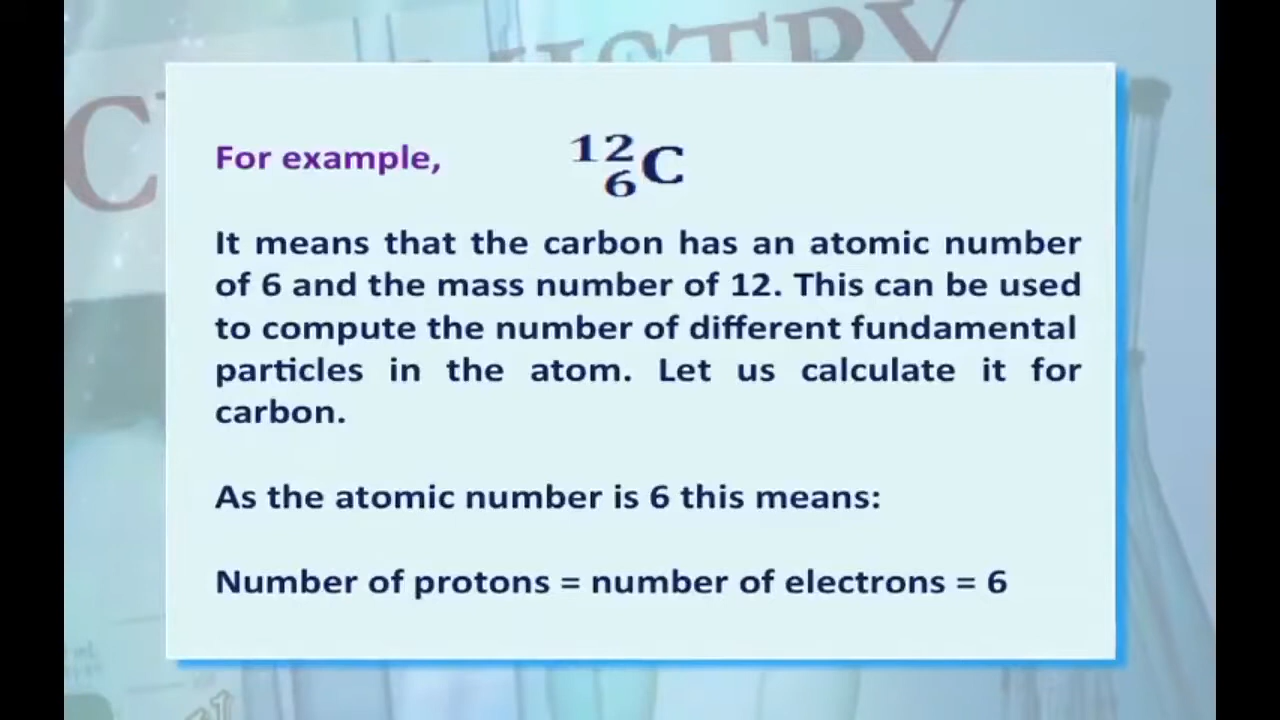 For example, ¹²₆C
It means that the carbon has an atomic number
of 6 and the mass number of 12. This can be used
to compute the number of different fundamental
particles in the atom. Let us calculate it for
carbon.
As the atomic number is 6 this means:
Number of protons = number of electrons = 6